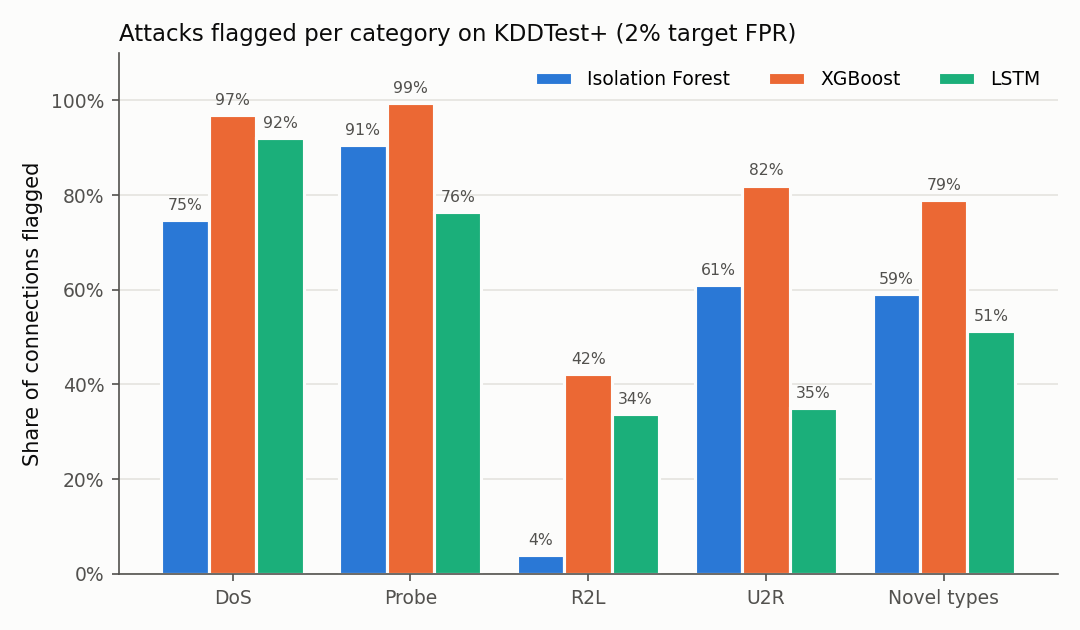 Attacks flagged per category on KDDTest+ (2% target FPR)
Isolation Forest
XGBoost
LSTM
Share of connections flagged
100%
80%
60%
40%
20%
0%
75%
97%
92%
91%
99%
76%
4%
42%
34%
61%
82%
35%
59%
79%
51%
DoS
Probe
R2L
U2R
Novel types